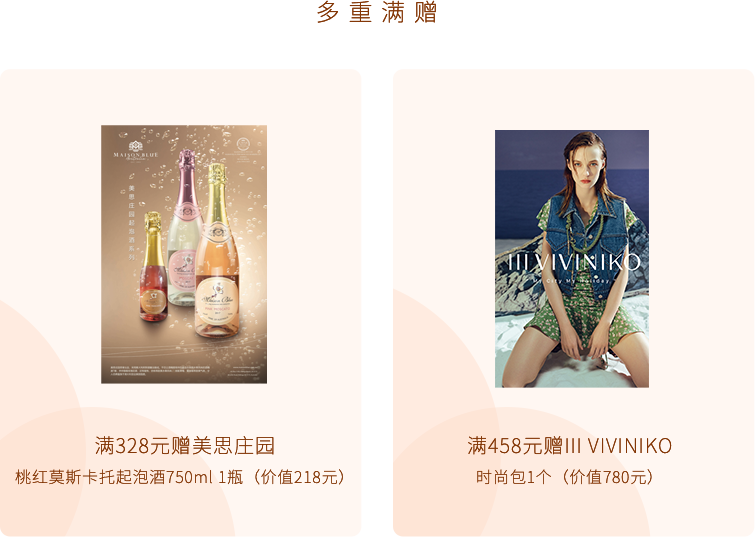 多重满赠
MAISON BLUE
美思庄园起泡酒系列
III VIVINIKO
My City My Holiday
满328元赠美思庄园
桃红莫斯卡托起泡酒750ml 1瓶（价值218元）
满458元赠III VIVINIKO
时尚包1个（价值780元）